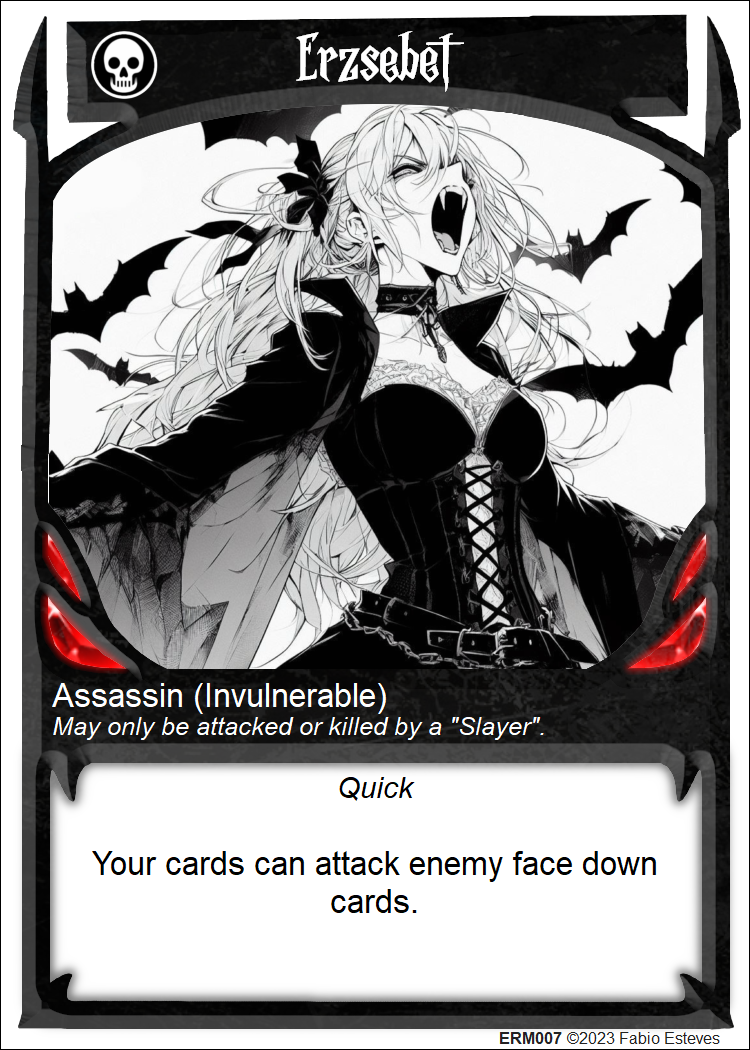 Erzsebet
Assassin (Invulnerable)
May only be attacked or killed by a "Slayer".
Quick
Your cards can attack enemy face down
cards.
ERM007 ©2023 Fabio Esteves